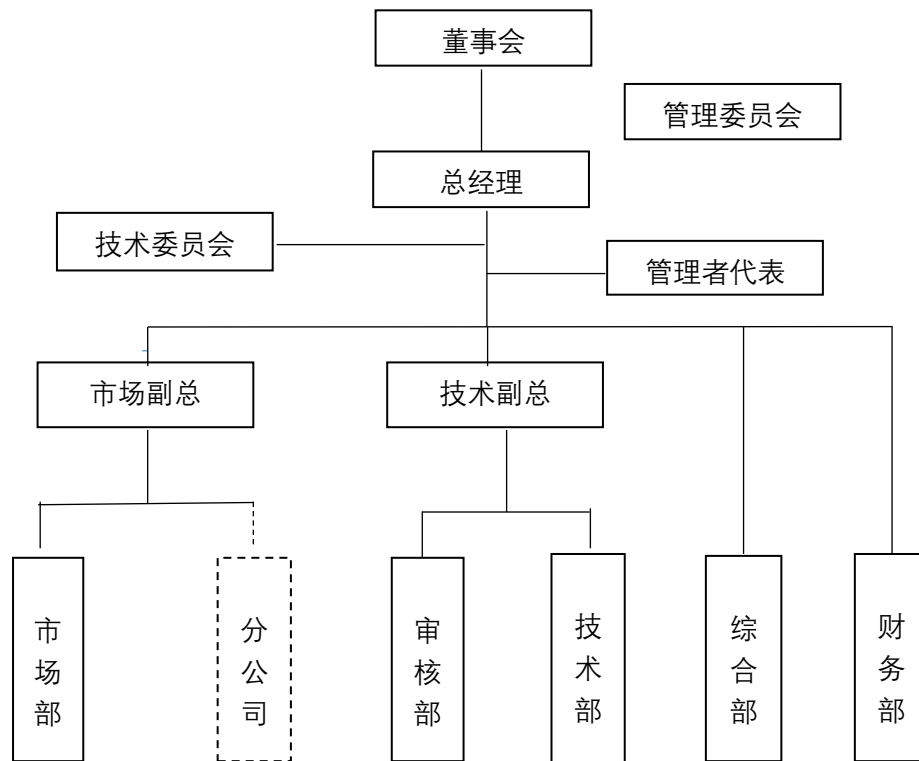 董事会
管理委员会
总经理
技术委员会
管理者代表
市场副总
技术副总
市场部
分公司
审核部
技术部
综合部
财务部